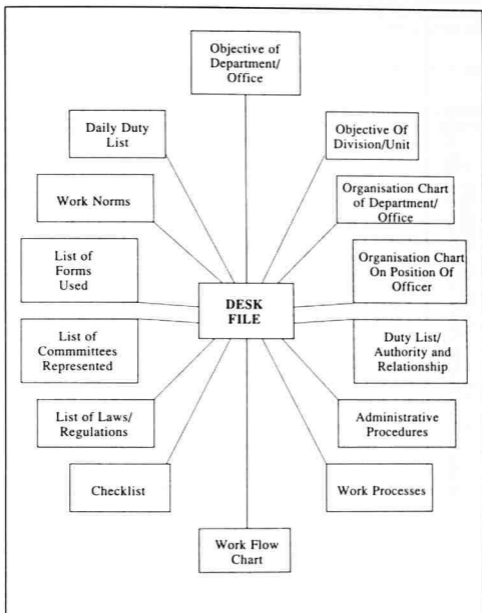 Objective of
Department/
Office
Daily Duty
List
Objective Of
Division/Unit
Work Norms
Organisation Chart
of Department/
Office
List of
Forms
Used
Organisation Chart
On Position Of
Officer
DESK
FILE
List of
Commmittees
Represented
Duty List/
Authority and
Relationship
List of Laws/
Regulations
Administrative
Procedures
Checklist
Work Processes
Work Flow
Chart